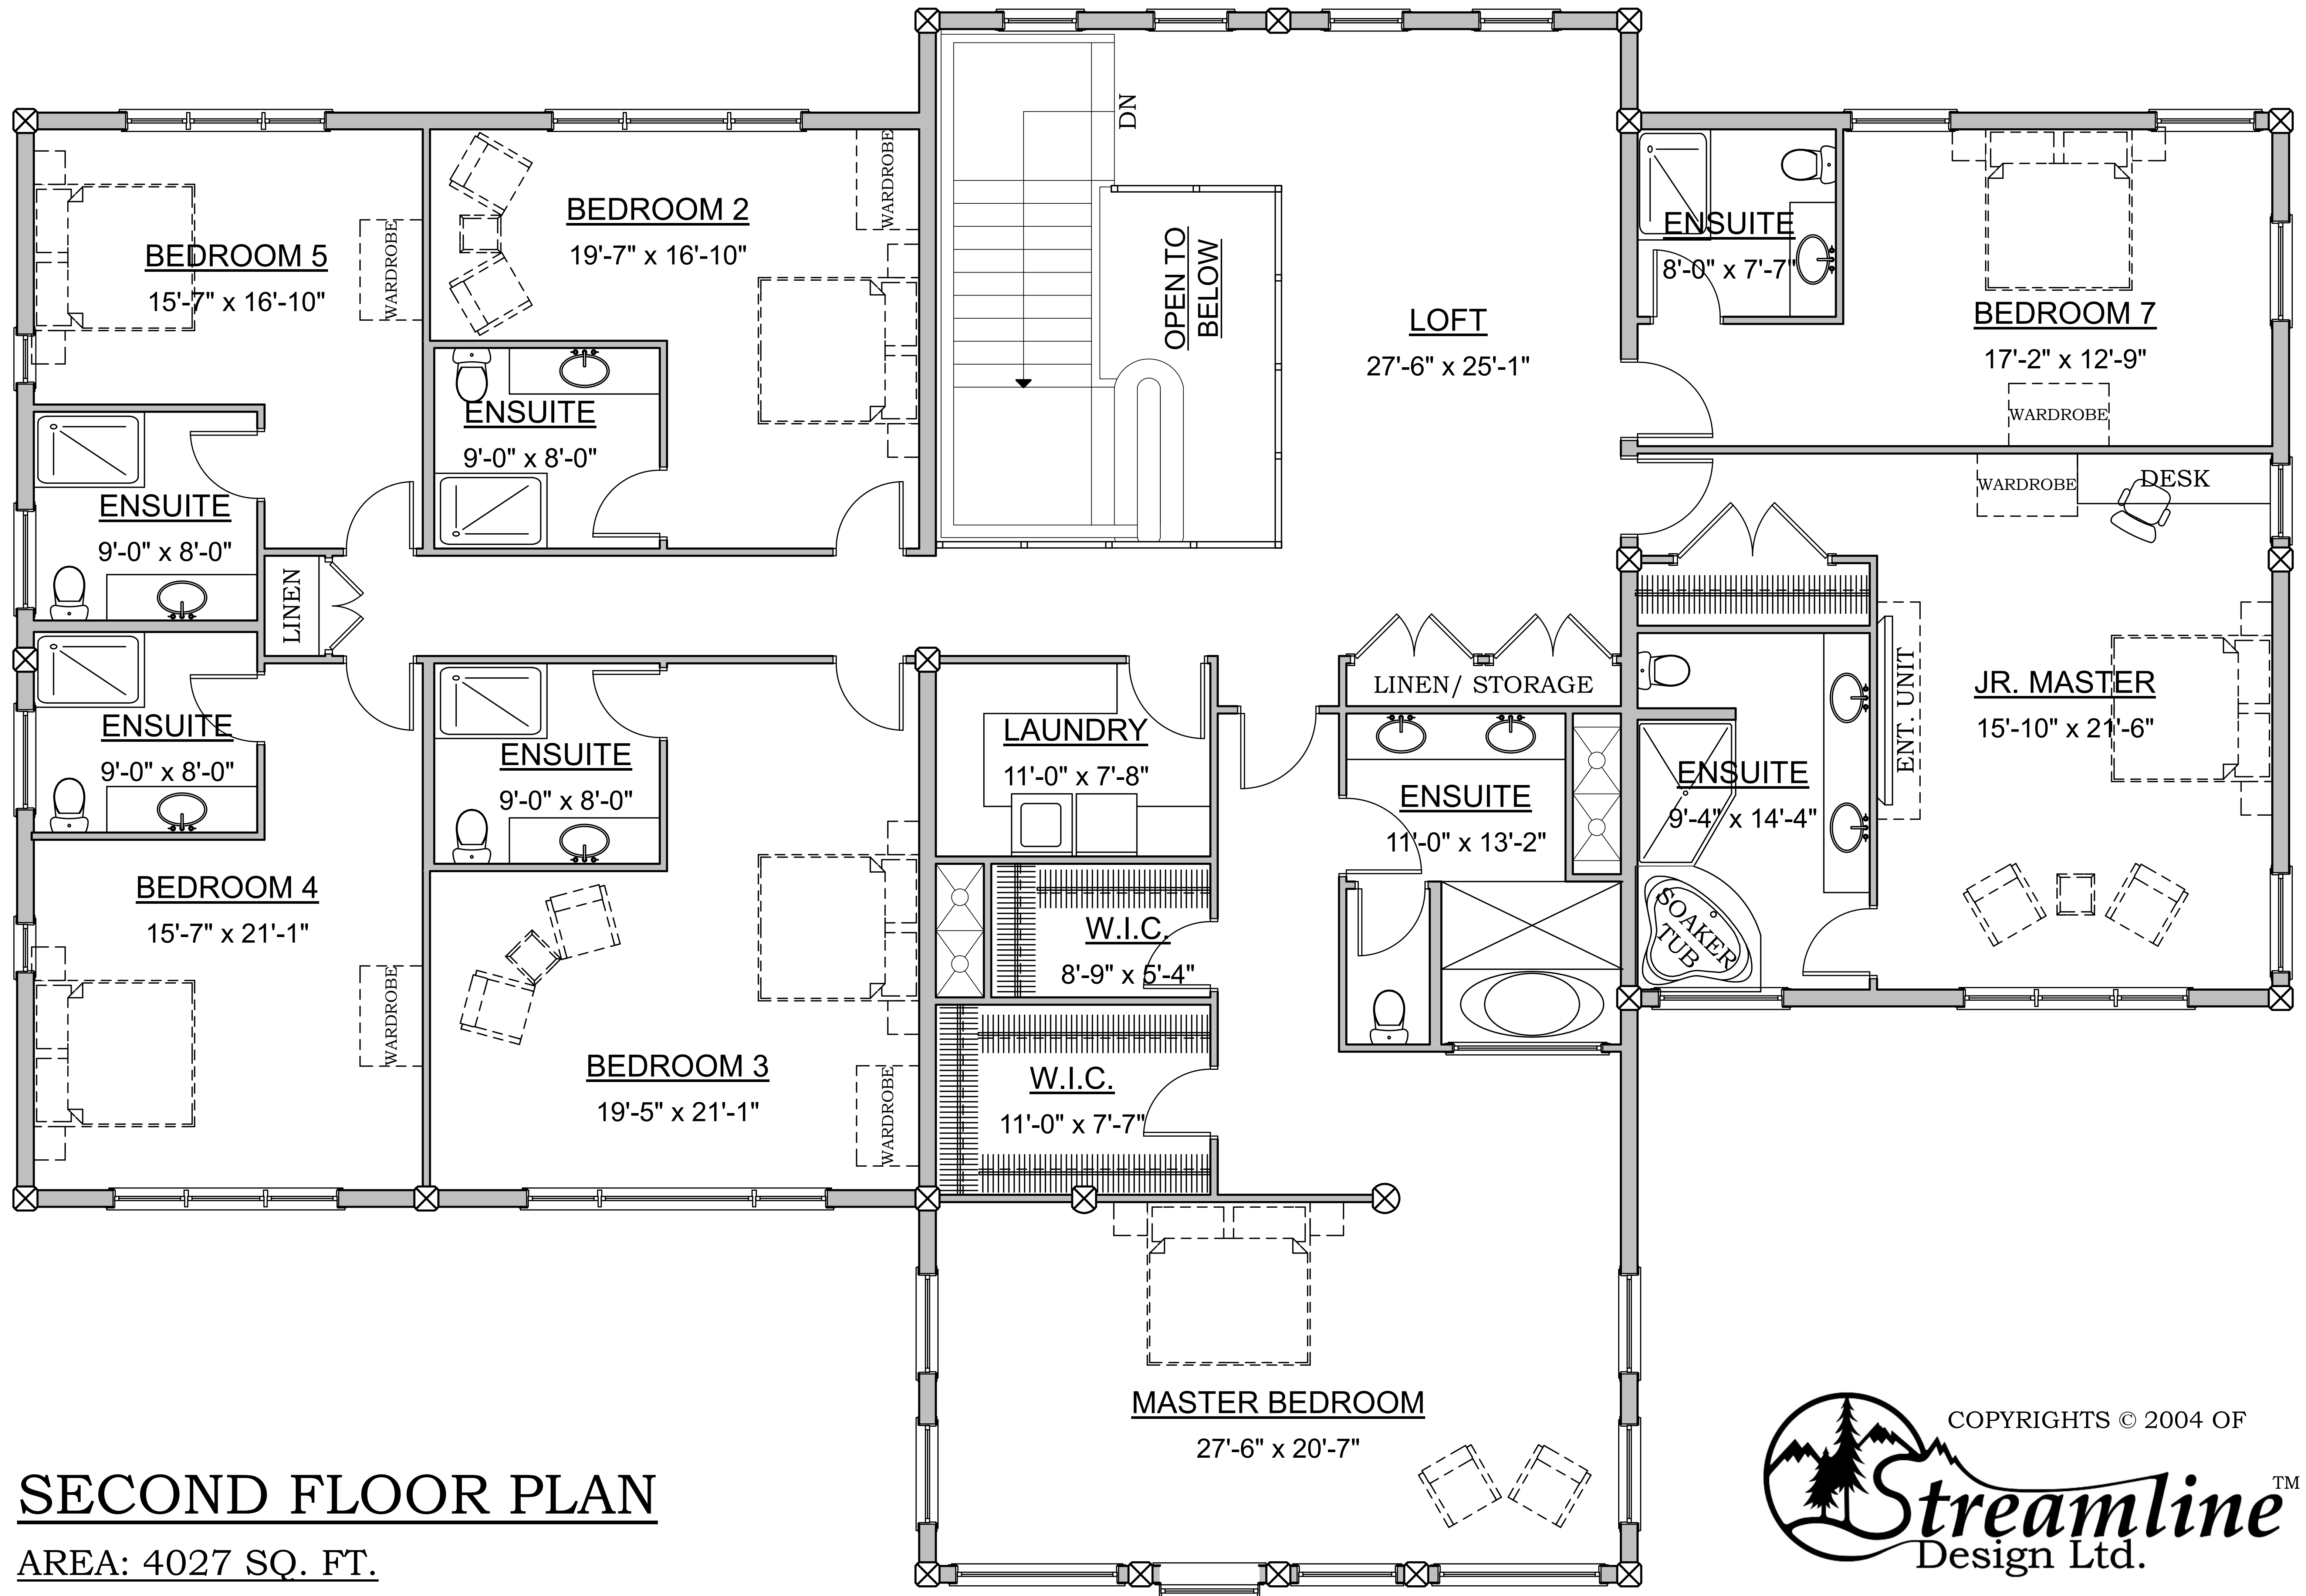 DN
WARDROBE
BEDROOM 2
19'-7" x 16'-10"
BEDROOM 5
15'-7" x 16'-10"
WARDROBE
OPEN TO
BELOW
LOFT
27'-6" x 25'-1"
ENSUITE
8'-0" x 7'-7"
BEDROOM 7
17'-2" x 12'-9"
WARDROBE
ENSUITE
9'-0" x 8'-0"
WARDROBE
DESK
ENSUITE
9'-0" x 8'-0"
LINEN
ENSUITE
9'-0" x 8'-0"
ENSUITE
9'-0" x 8'-0"
LAUNDRY
11'-0" x 7'-8"
LINEN/ STORAGE
ENSUITE
11'-0" x 13'-2"
ENSUITE
9'-4" x 14'-4"
ENT. UNIT
JR. MASTER
15'-10" x 21'-6"
BEDROOM 4
15'-7" x 21'-1"
WARDROBE
W.I.C.
8'-9" x 5'-4"
SOAKER
TUB
BEDROOM 3
19'-5" x 21'-1"
WARDROBE
W.I.C.
11'-0" x 7'-7"
MASTER BEDROOM
27'-6" x 20'-7"
SECOND FLOOR PLAN
AREA: 4027 SQ. FT.
COPYRIGHTS © 2004 OF
Streamline™
Design Ltd.